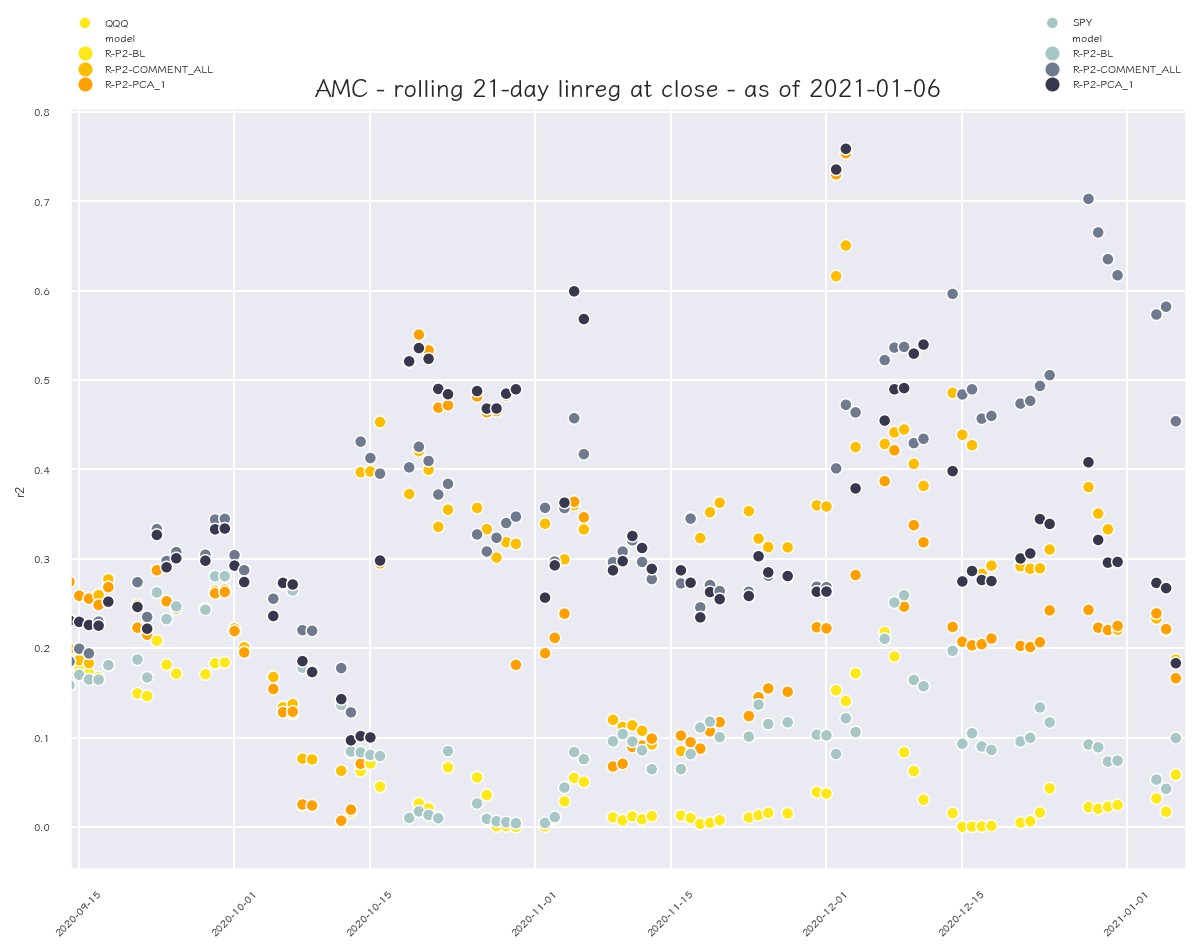 QQQ
model
R-P2-BL
R-P2-COMMENT_ALL
R-P2-PCA_1
SPY
model
R-P2-BL
R-P2-COMMENT_ALL
R-P2-PCA_1
AMC - rolling 21-day linreg at close - as of 2021-01-06
0.8
0.7
0.6
0.5
0.4
0.3
0.2
0.1
0.0
r2
2020-09-15
2020-10-01
2020-10-15
2020-11-01
2020-11-15
2020-12-01
2020-12-15
2021-01-01